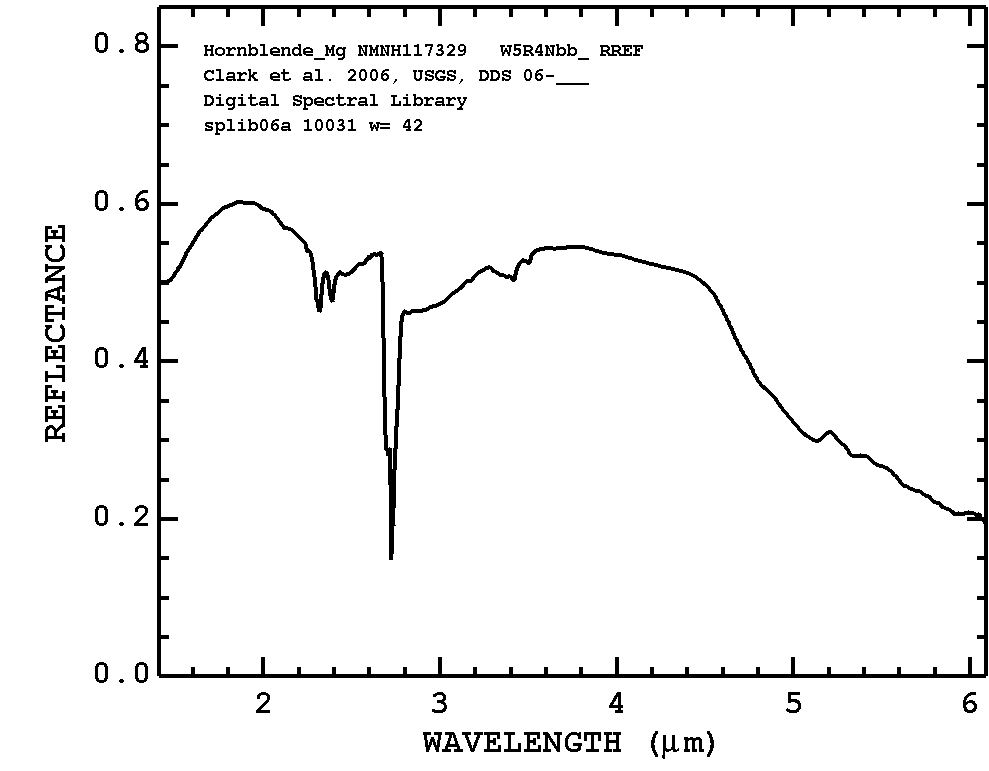 Hornblende_Mg NMNH117329 W5R4Nbb_ RREF
Clark et al. 2006, USGS, DDS 06-___
Digital Spectral Library
splib06a 10031 w= 42
REFLECTANCE
0.8
0.6
0.4
0.2
0.0
2 3 4 5 6
WAVELENGTH (μm)